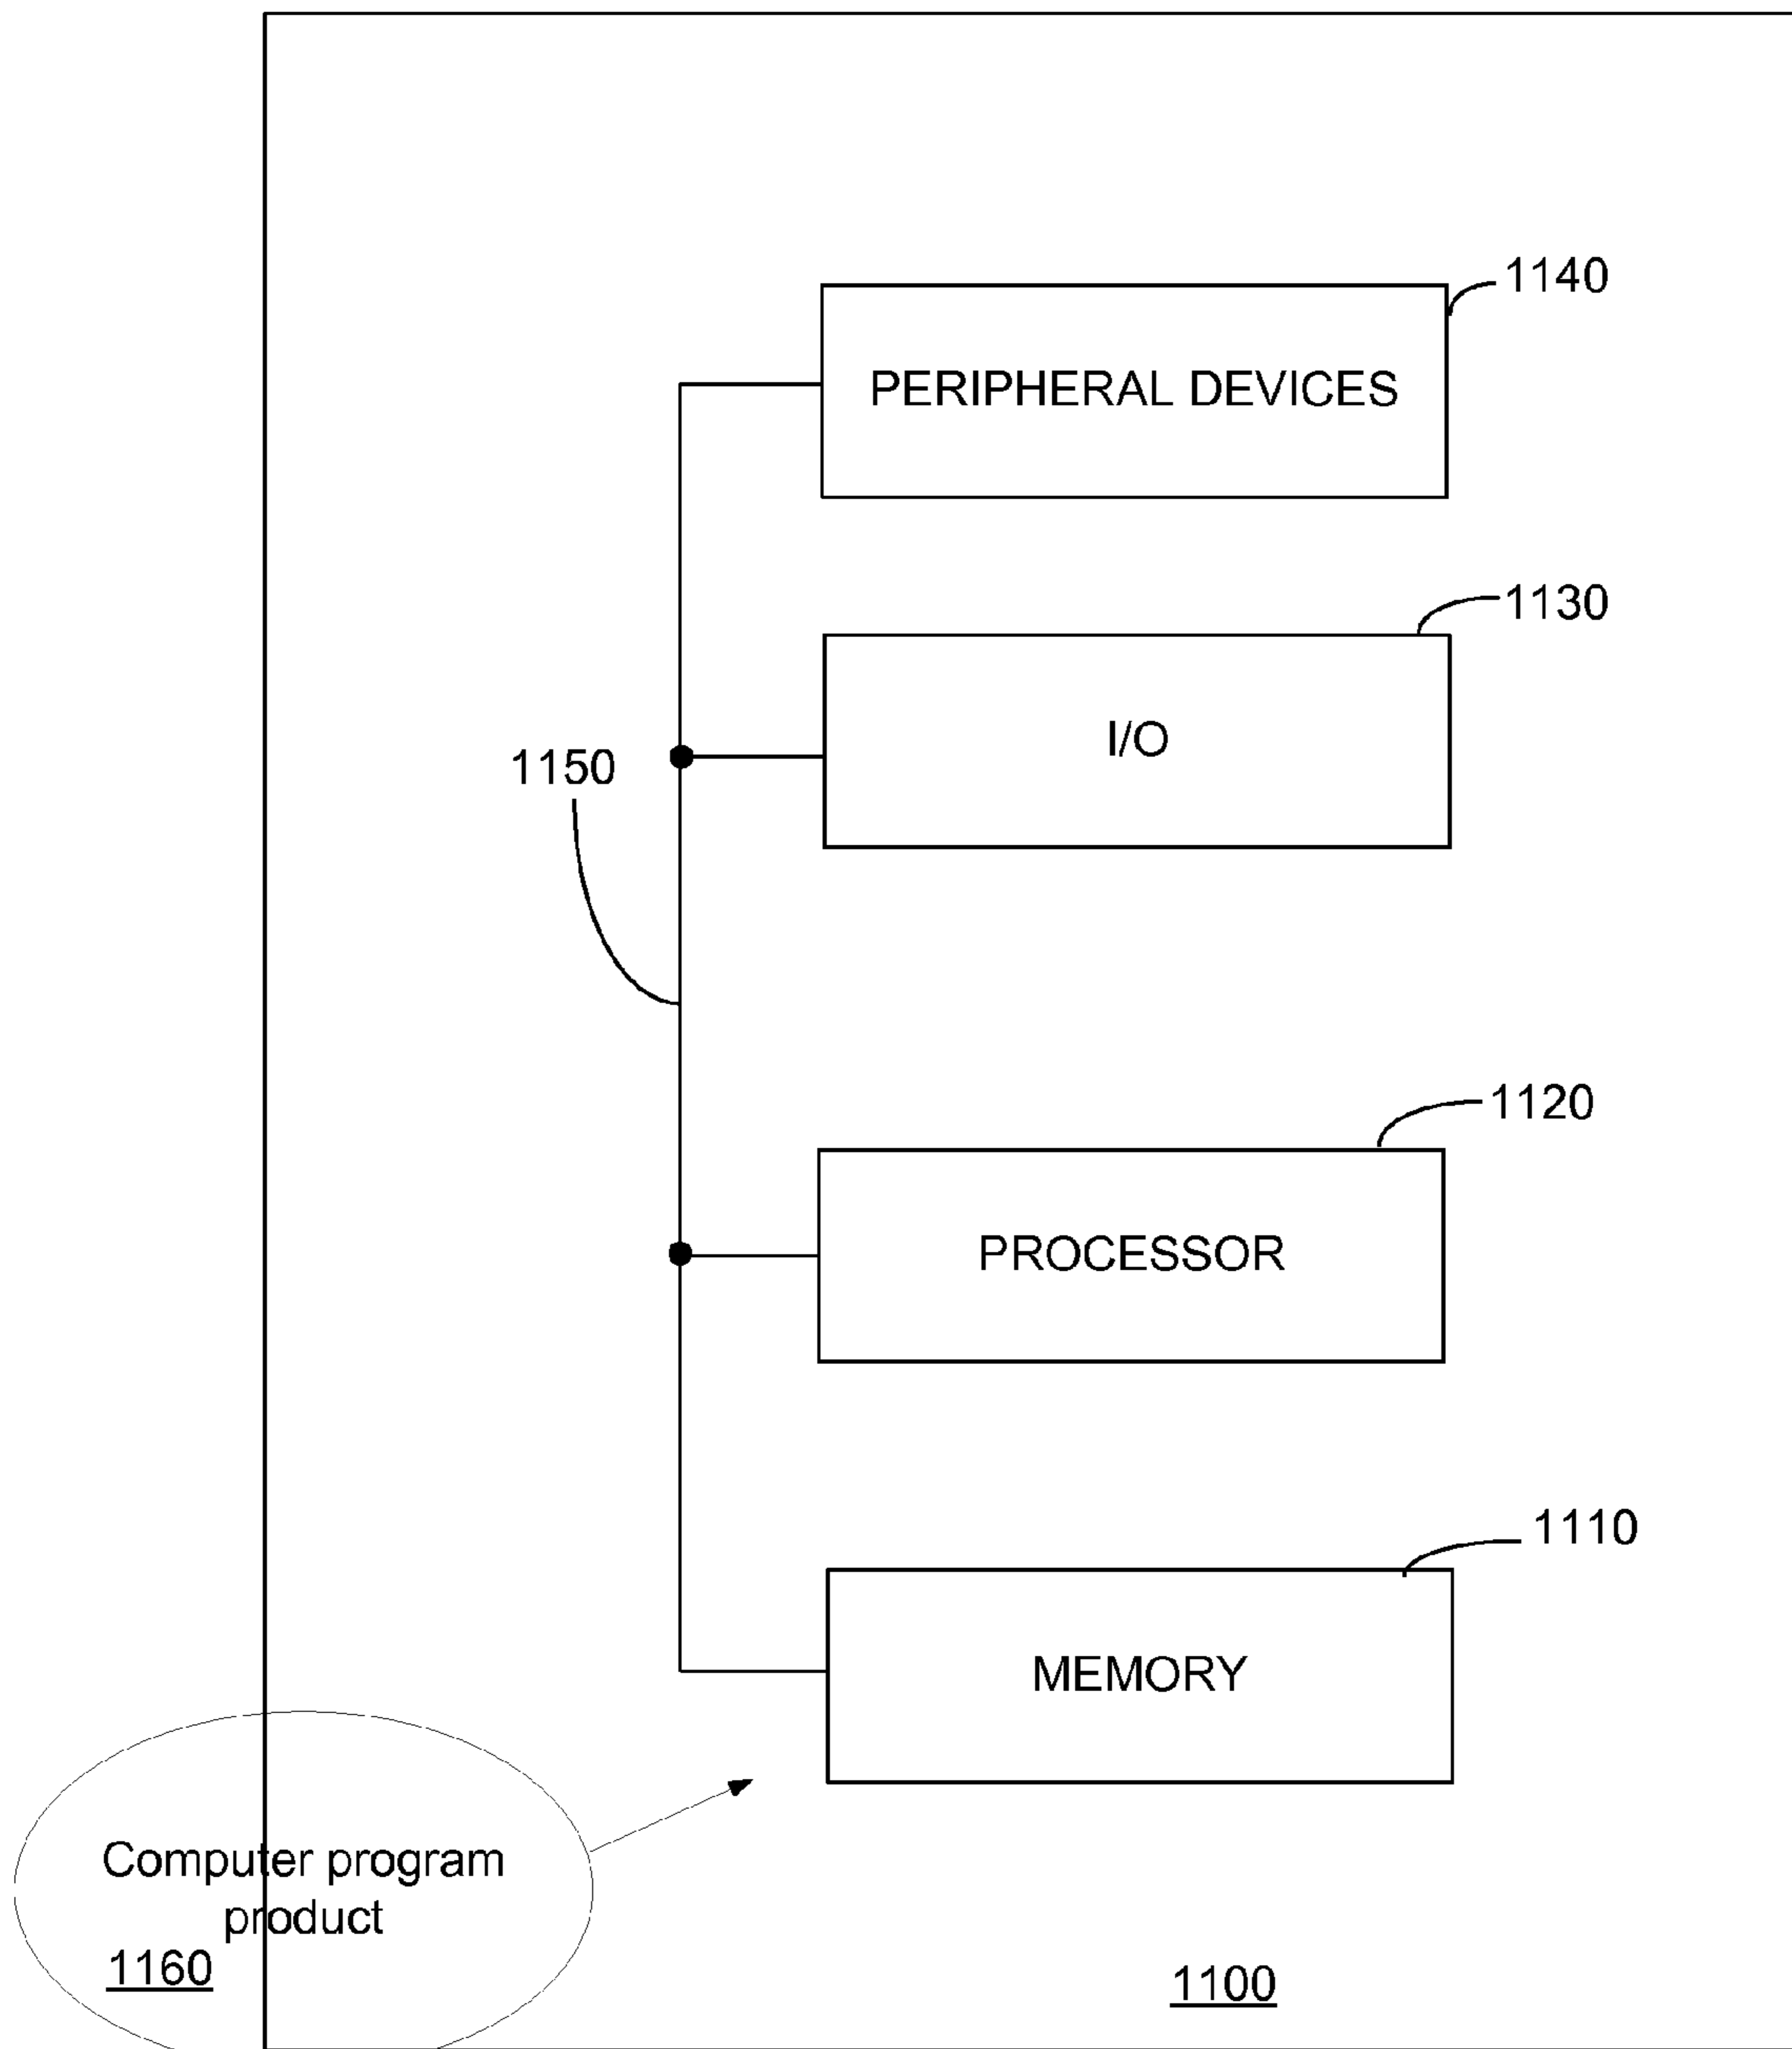 1140
PERIPHERAL DEVICES
1130
I/O
1150
1120
PROCESSOR
1110
MEMORY
Computer program
product
1160
1100